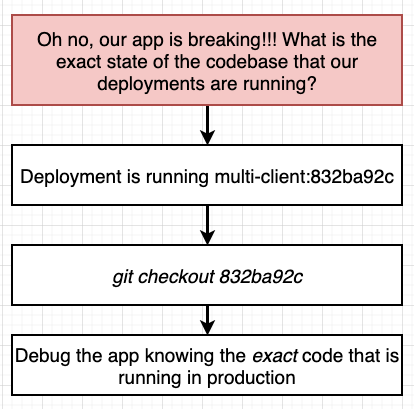 Oh no, our app is breaking!!! What is the
exact state of the codebase that our
deployments are running?
Deployment is running multi-client:832ba92c
git checkout 832ba92c
Debug the app knowing the exact code that is
running in production